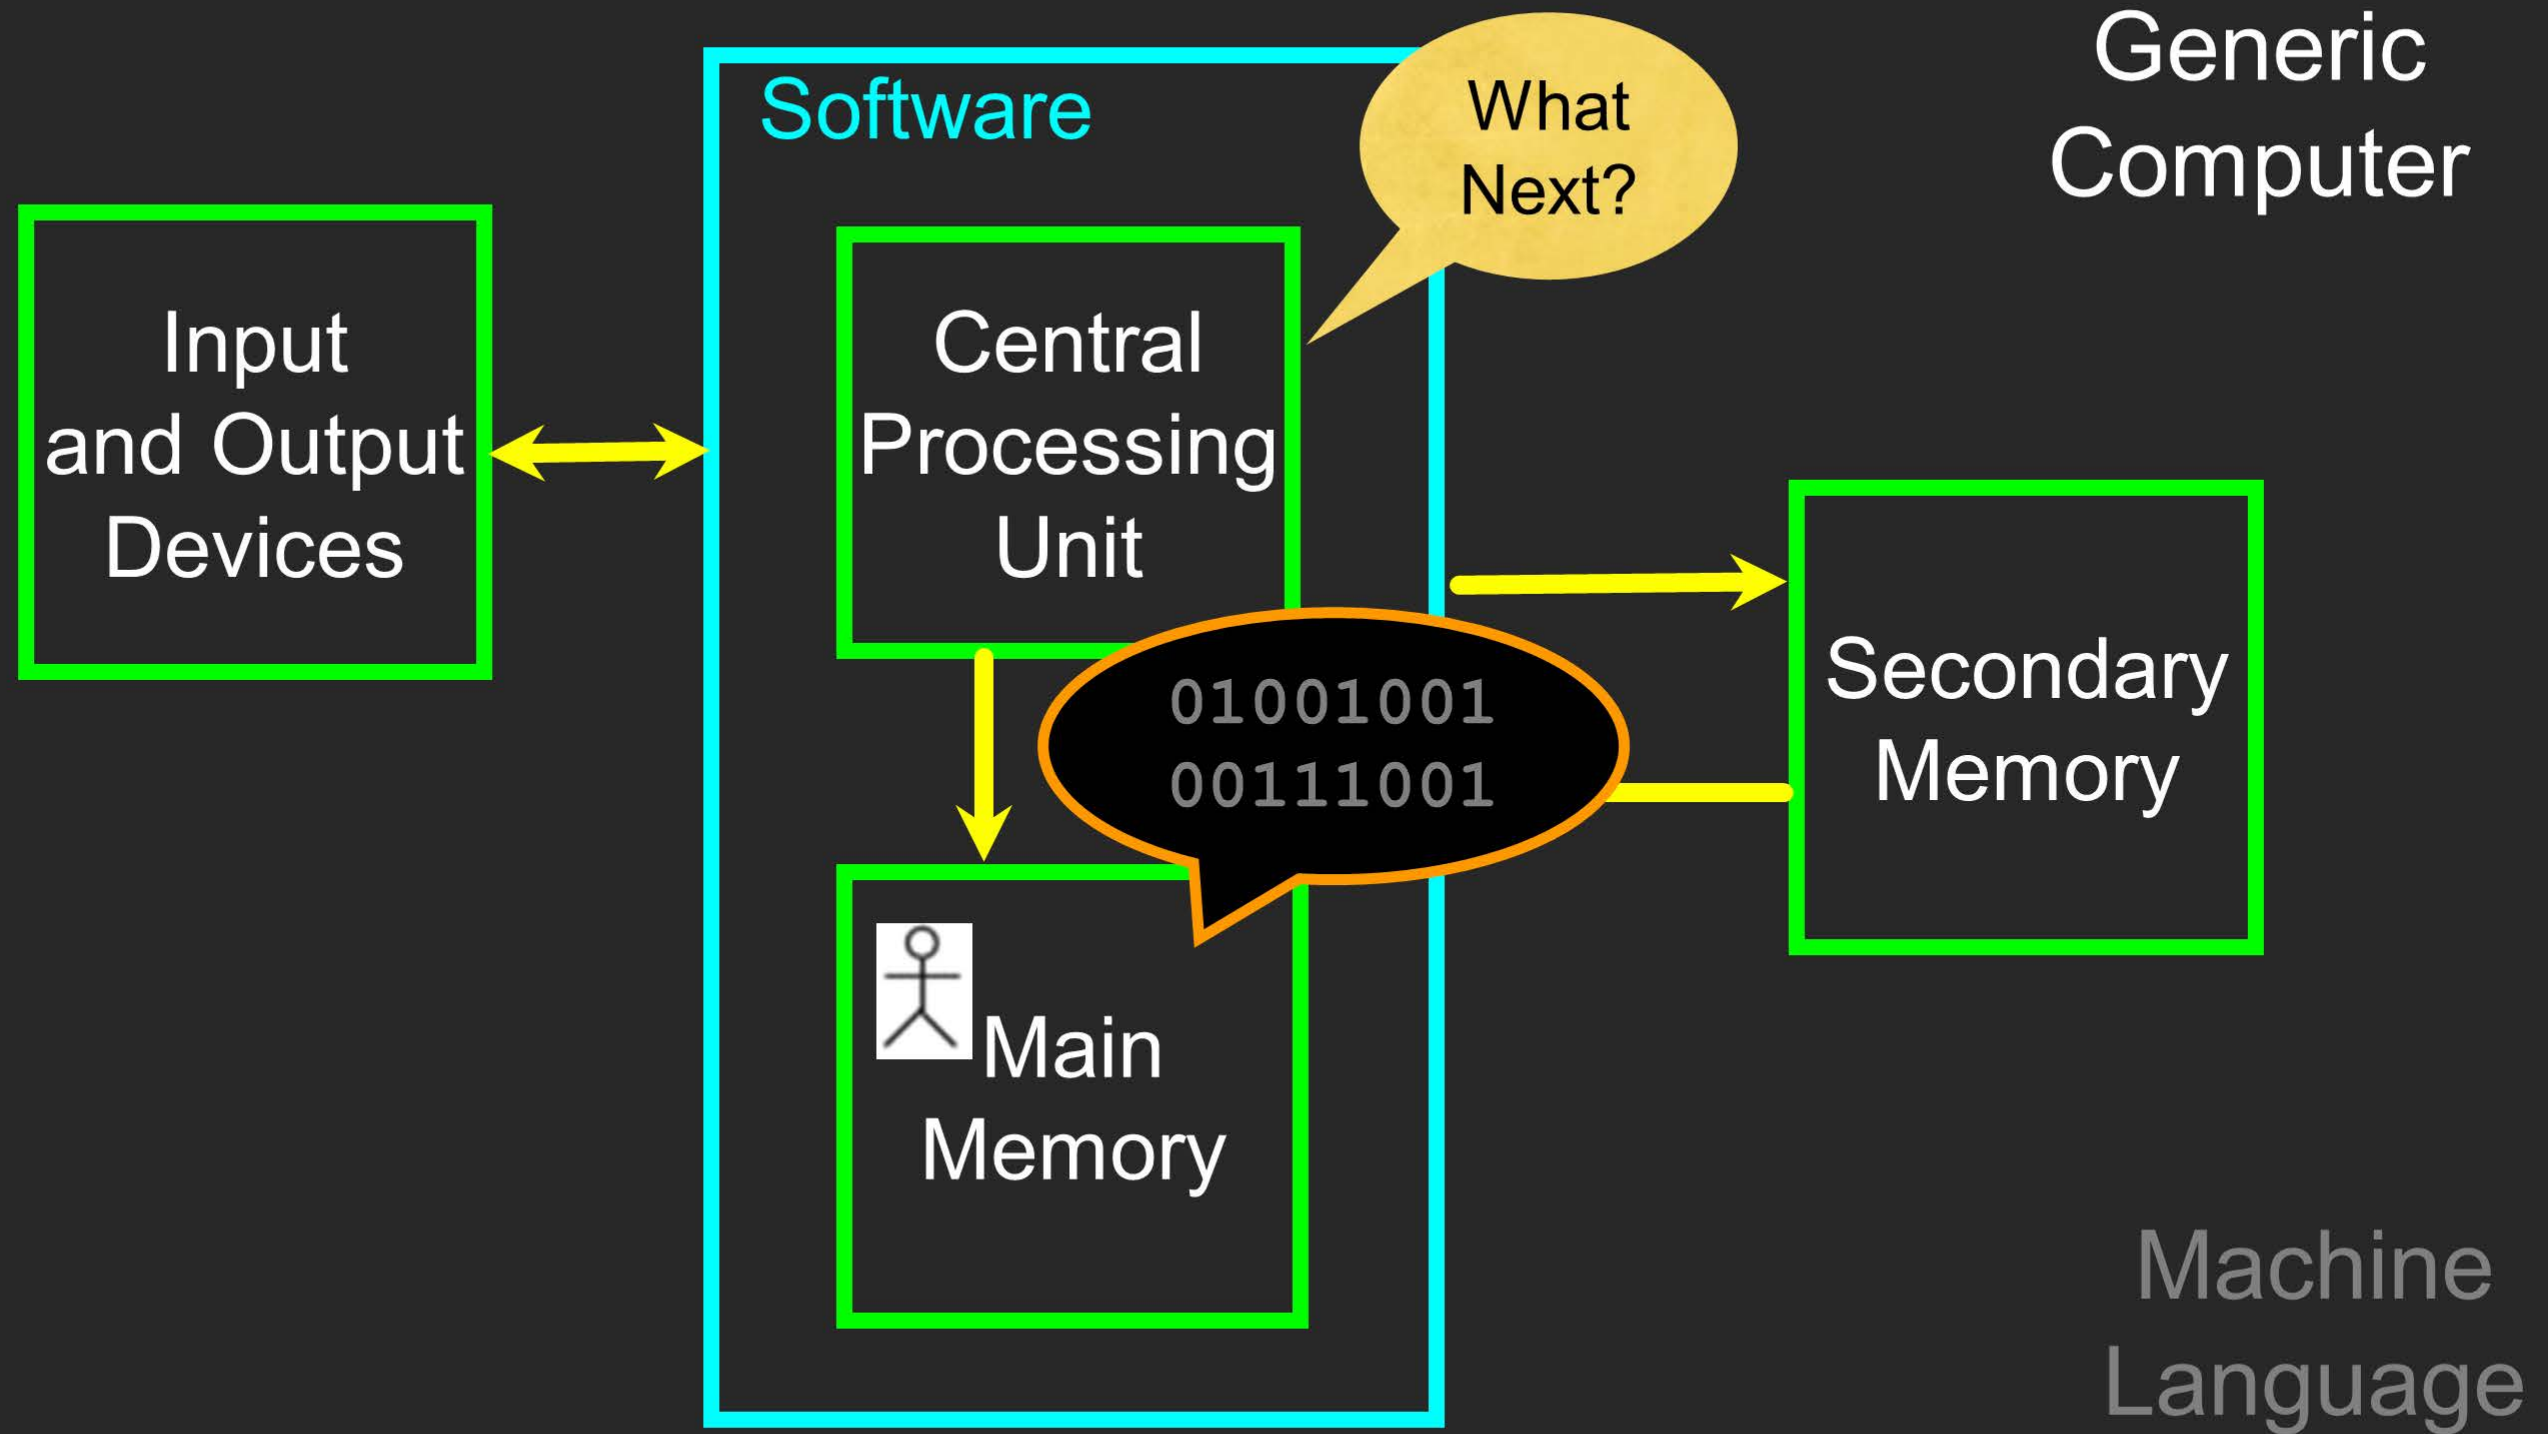 Generic
Computer
Software
What
Next?
Input
and Output
Devices
Central
Processing
Unit
01001001
00111001
Secondary
Memory
Main
Memory
Machine
Language